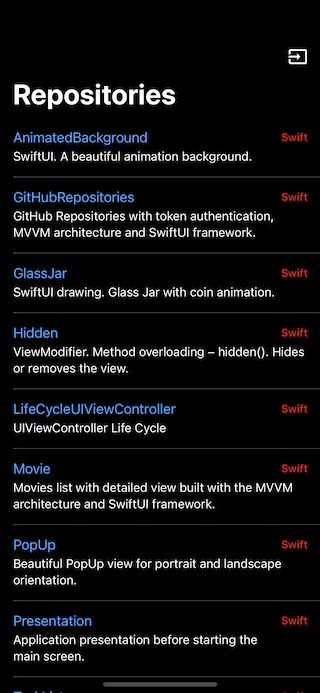 Repositories
AnimatedBackground Swift
SwiftUI. A beautiful animation background.
GitHubRepositories Swift
GitHub Repositories with token authentication,
MVVM architecture and SwiftUI framework.
GlassJar Swift
SwiftUI drawing. Glass Jar with coin animation.
Hidden Swift
ViewModifier. Method overloading – hidden(). Hides
or removes the view.
LifeCycleUIViewController Swift
UIViewController Life Cycle
Movie Swift
Movies list with detailed view built with the MVVM
architecture and SwiftUI framework.
PopUp Swift
Beautiful PopUp view for portrait and landscape
orientation.
Presentation Swift
Application presentation before starting the
main screen.